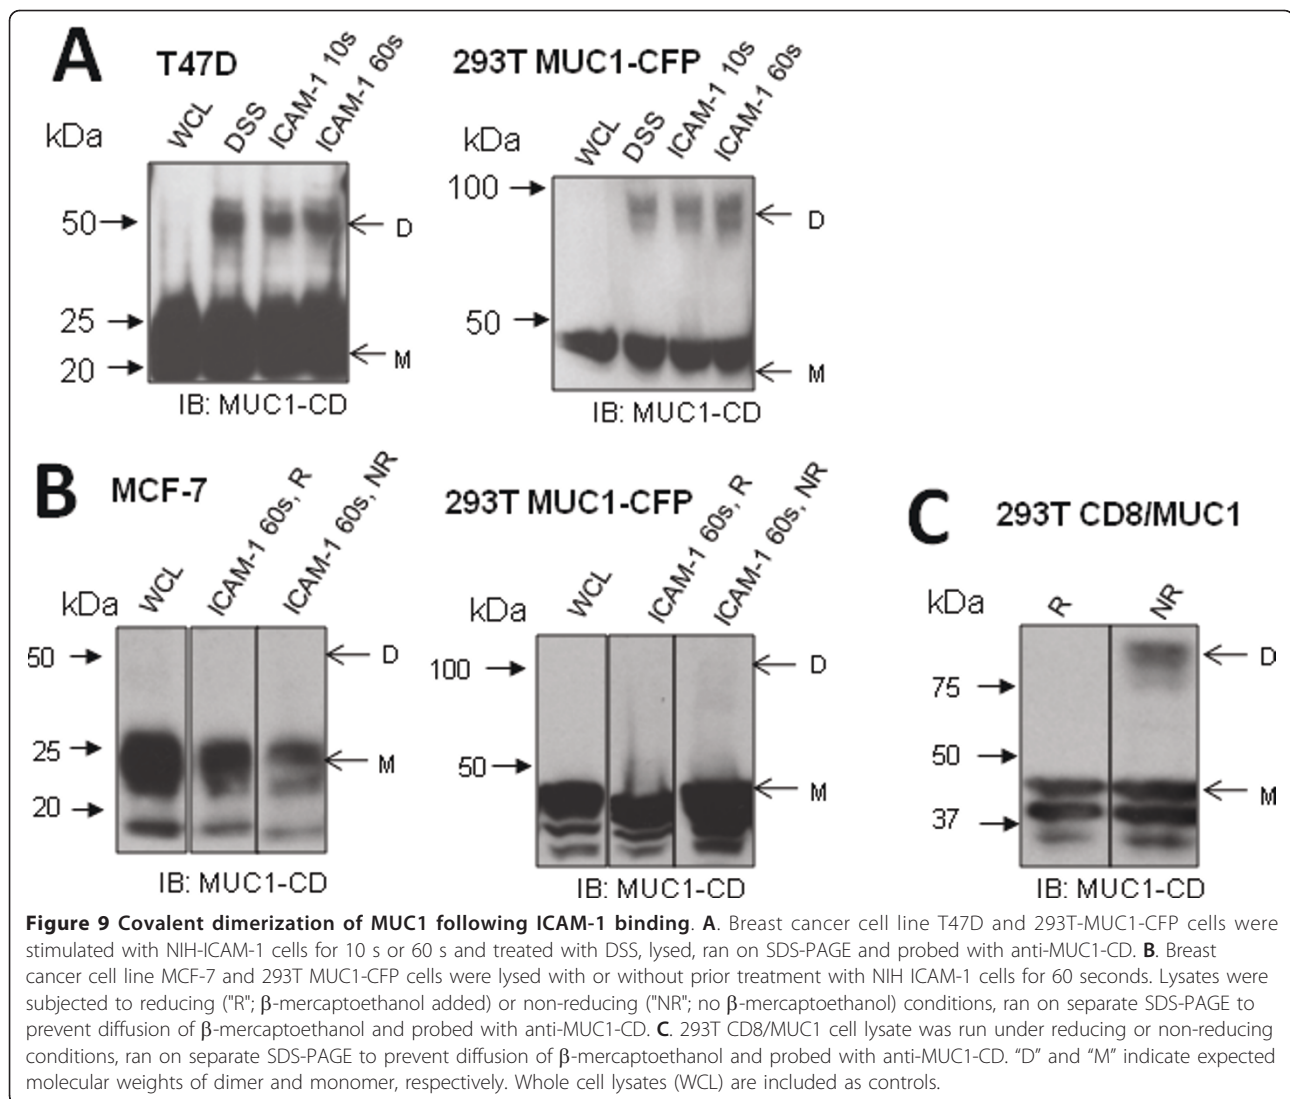 A
T47D
WCL
DSS
ICAM-1 10s
ICAM-1 60s
kDa
50
25
20
D
M
IB: MUC1-CD
293T MUC1-CFP
WCL
DSS
ICAM-1 10s
ICAM-1 60s
kDa
100
50
D
M
IB: MUC1-CD
B
MCF-7
WCL
ICAM-1 60s, R
ICAM-1 60s, NR
kDa
50
25
20
D
M
IB: MUC1-CD
293T MUC1-CFP
WCL
ICAM-1 60s, R
ICAM-1 60s, NR
kDa
100
50
D
M
IB: MUC1-CD
C
293T CD8/MUC1
R
NR
kDa
75
50
37
D
M
IB: MUC1-CD
Figure 9 Covalent dimerization of MUC1 following ICAM-1 binding. A. Breast cancer cell line T47D and 293T-MUC1-CFP cells were
stimulated with NIH-ICAM-1 cells for 10 s or 60 s and treated with DSS, lysed, ran on SDS-PAGE and probed with anti-MUC1-CD. B. Breast
cancer cell line MCF-7 and 293T MUC1-CFP cells were lysed with or without prior treatment with NIH ICAM-1 cells for 60 seconds. Lysates were
subjected to reducing ("R"; β-mercaptoethanol added) or non-reducing ("NR"; no β-mercaptoethanol) conditions, ran on separate SDS-PAGE to
prevent diffusion of β-mercaptoethanol and probed with anti-MUC1-CD. C. 293T CD8/MUC1 cell lysate was run under reducing or non-reducing
conditions, ran on separate SDS-PAGE to prevent diffusion of β-mercaptoethanol and probed with anti-MUC1-CD. "D" and "M" indicate expected
molecular weights of dimer and monomer, respectively. Whole cell lysates (WCL) are included as controls.